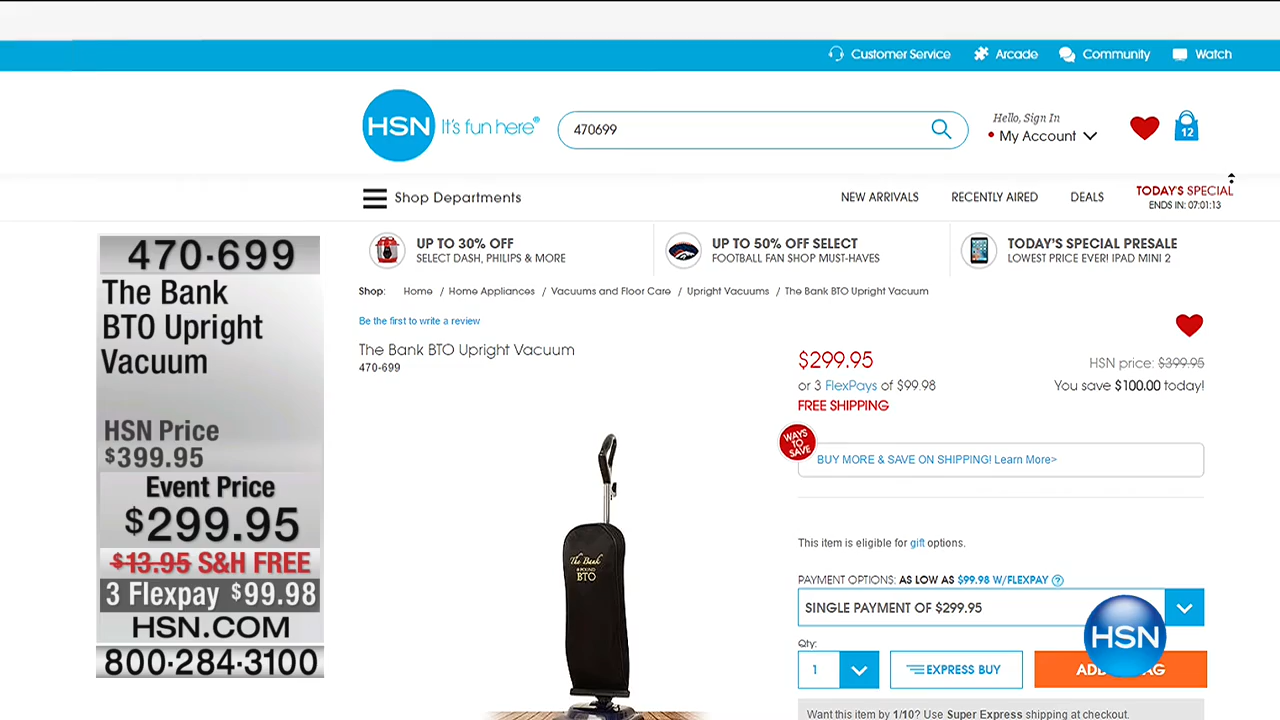 Customer Service
Arcade
Community
Watch
HSN It's fun here®
470699
Hello, Sign In
My Account
12
Shop Departments
NEW ARRIVALS
RECENTLY AIRED
DEALS
TODAY'S SPECIAL
ENDS IN: 07:01:13
UP TO 30% OFF
SELECT DASH, PHILIPS & MORE
UP TO 50% OFF SELECT
FOOTBALL FAN SHOP MUST-HAVES
TODAY'S SPECIAL PRESALE
LOWEST PRICE EVER! IPAD MINI 2
470-699
The Bank
BTO Upright
Vacuum
HSN Price
$399.95
Event Price
$299.95
$13.95 S&H FREE
3 Flexpay $99.98
HSN.COM
800-284-3100
Shop: Home / Home Appliances / Vacuums and Floor Care / Upright Vacuums / The Bank BTO Upright Vacuum
Be the first to write a review
The Bank BTO Upright Vacuum
470-699
The Bank
8 POUND
BTO
$299.95
HSN price: $399.95
or 3 FlexPays of $99.98
You save $100.00 today!
FREE SHIPPING
WAYS
TO
SAVE
BUY MORE & SAVE ON SHIPPING! Learn More>
This item is eligible for gift options.
PAYMENT OPTIONS: AS LOW AS $99.98 W/FLEXPAY ?
SINGLE PAYMENT OF $299.95
Qty:
1
EXPRESS BUY
HSN
Want this item by 1/10? Use Super Express shipping at checkout.